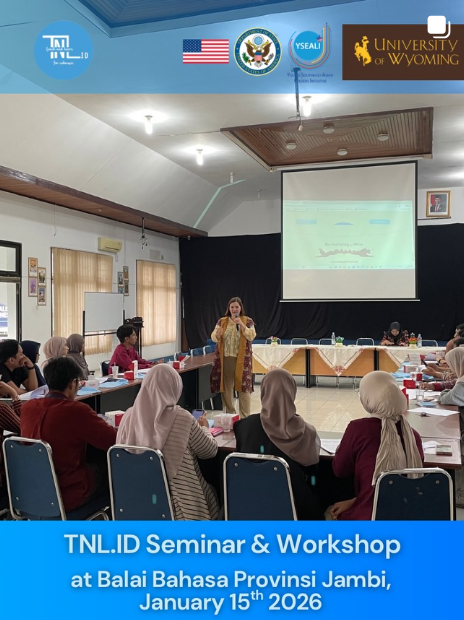 TNL.ID
YSEALI
UNIVERSITY
OF WYOMING
TNL.ID Seminar & Workshop
at Balai Bahasa Provinsi Jambi,
January 15th 2026